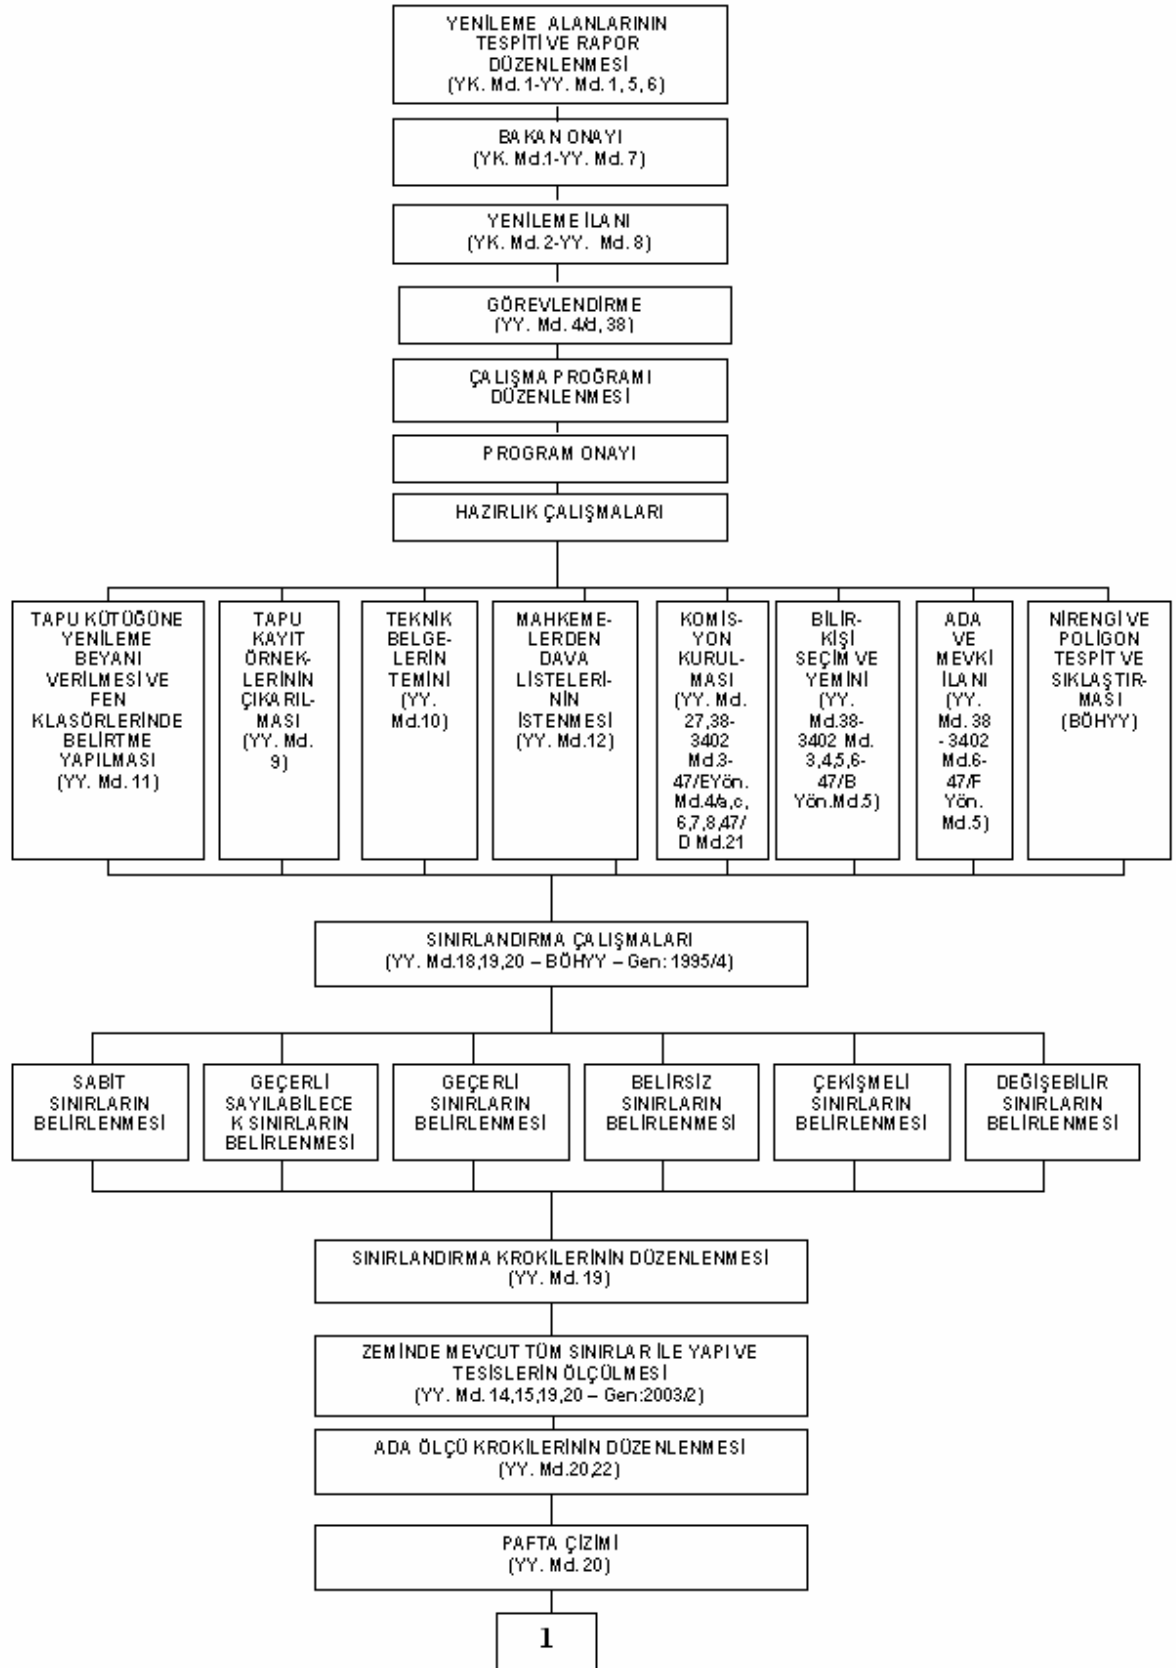 YENİLEME ALANLARININ
TESPİTİ VE RAPOR
DÜZENLENMESİ
(YK. Md.1-YY. Md. 1, 5, 6)
BAKAN ONAYI
(YK. Md.1-YY. Md. 7)
YENİLEME İLANI
(YK. Md. 2-YY. Md. 8)
GÖREVLENDİRME
(YY. Md. 4/d, 38)
ÇALIŞMA PROĞRAMI
DÜZENLENMESİ
PROGRAM ONAYI
HAZIRLIK ÇALIŞMALARI
TAPU KÜTÜĞÜNE
YENİLEME
BEYANI
VERİLMESİ VE
FEN
KLASÖRLERİNDE
BELİRTME
YAPILMASI
(YY. Md. 11)
TAPU
KAYIT
ÖRNEK-
LERİNİN
ÇIKARIL-
MASI
(YY. Md.
9)
TEKNİK
BELGE-
LERİN
TEMİNİ
(YY.
Md.10)
MAHKEME-
LERDEN
DAVA
LİSTELERİ-
NİN
İSTENMESİ
(YY. Md.12)
KOMİS-
YON
KURUL-
MASI
(YY. Md.
27,38-
3402
Md.3-
47/EYön.
Md.4/a,c,
6,7,8,47/
D Md.21
BİLİR-
KİŞİ
SEÇİM VE
YEMİNİ
(YY.
Md.38-
3402 Md.
3,4,5,6-
47/B
Yön.Md.5)
ADA
VE
MEVKİ
İLANI
(YY.
Md. 38
- 3402
Md.6-
47/F
Yön.
Md.5)
NİRENGİ VE
POLİGON
TESPİT VE
SIKLAŞTIR-
MASI
(BÖHYY)
SINIRLANDIRMA ÇALIŞMALARI
(YY. Md.18,19,20 – BÖHYY – Gen: 1995/4)
SABİT
SINIRLARIN
BELİRLENMESİ
GEÇERLİ
SAYILABİLECE
K SINIRLARIN
BELİRLENMESİ
GEÇERLİ
SINIRLARIN
BELİRLENMESİ
BELİRSİZ
SINIRLARIN
BELİRLENMESİ
ÇEKİŞMELİ
SINIRLARIN
BELİRLENMESİ
DEĞİŞEBİLİR
SINIRLARIN
BELİRLENMESİ
SINIRLANDIRMA KROKİLERİNİN DÜZENLENMESİ
(YY. Md. 19)
ZEMİNDE MEVCUT TÜM SINIRLAR İLE YAPI VE
TESİSLERİN ÖLÇÜLMESİ
(YY. Md. 14,15,19,20 – Gen:2003/2)
ADA ÖLÇÜ KROKİLERİNİN DÜZENLENMESİ
(YY. Md.20,22)
PAFTA ÇİZİMİ
(YY. Md. 20)
1